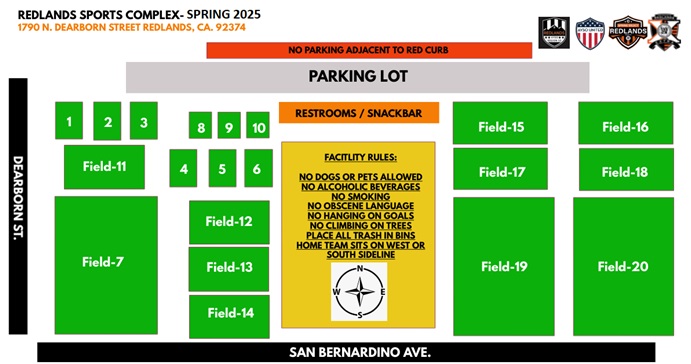 REDLANDS SPORTS COMPLEX- SPRING 2025
1790 N. DEARBORN STREET REDLANDS, CA. 92374
NO PARKING ADJACENT TO RED CURB
REDLANDS
AYSO UNITED
REDLANDS
PARKING LOT
DEARBORN ST.
1 2 3
8 9 10
RESTROOMS / SNACKBAR
Field-15
Field-16
Field-11
4 5 6
Field-17
Field-18
FACITLITY RULES:
NO DOGS OR PETS ALLOWED
NO ALCOHOLIC BEVERAGES
NO SMOKING
NO OBSCENE LANGUAGE
NO HANGING ON GOALS
NO CLIMBING ON TREES
PLACE ALL TRASH IN BINS
HOME TEAM SITS ON WEST OR
SOUTH SIDELINE
N
W E
S
Field-7
Field-12
Field-13
Field-14
Field-19
Field-20
SAN BERNARDINO AVE.